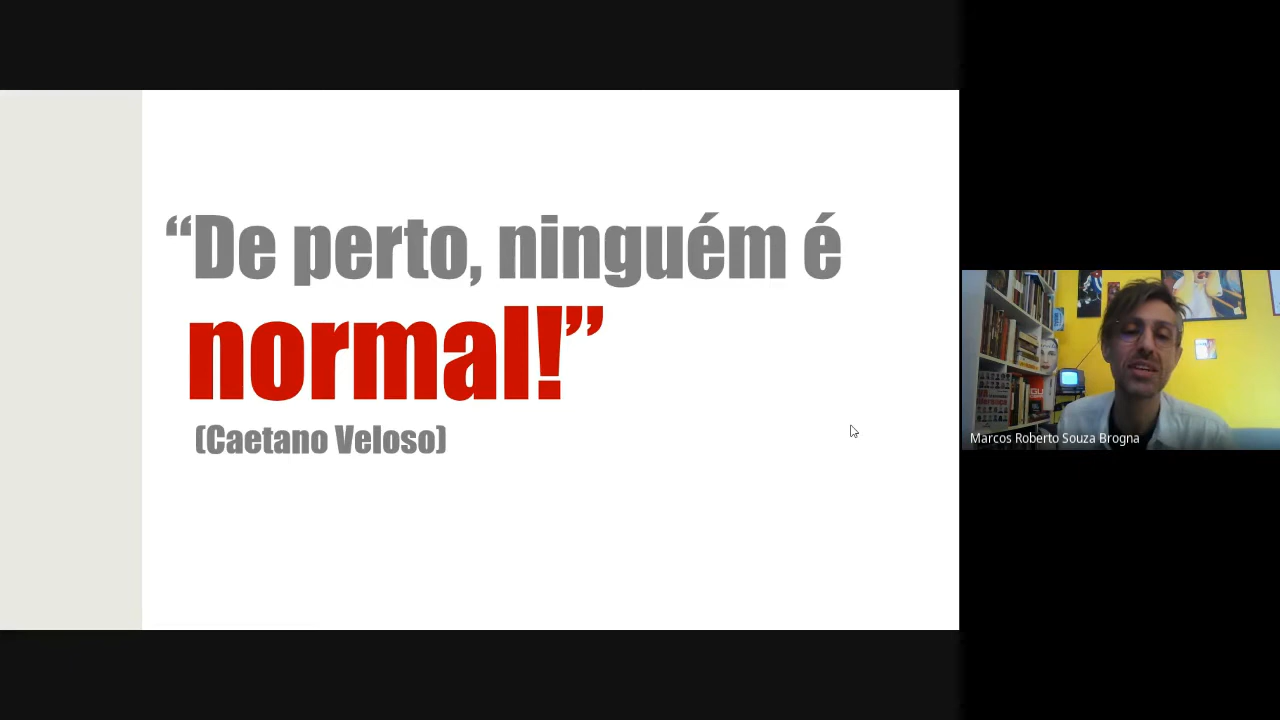 “De perto, ninguém é
normal!”
(Caetano Veloso)
Marcos Roberto Souza Brogna